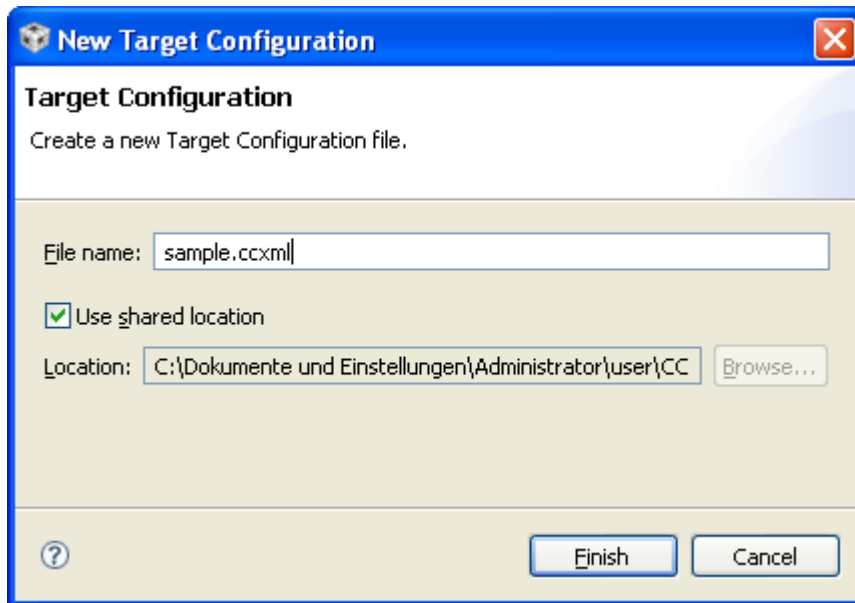 New Target Configuration
Target Configuration
Create a new Target Configuration file.
File name: sample.ccxml
Use shared location
Location: C:\Dokumente und Einstellungen\Administrator\user\CC Browse...
Finish Cancel